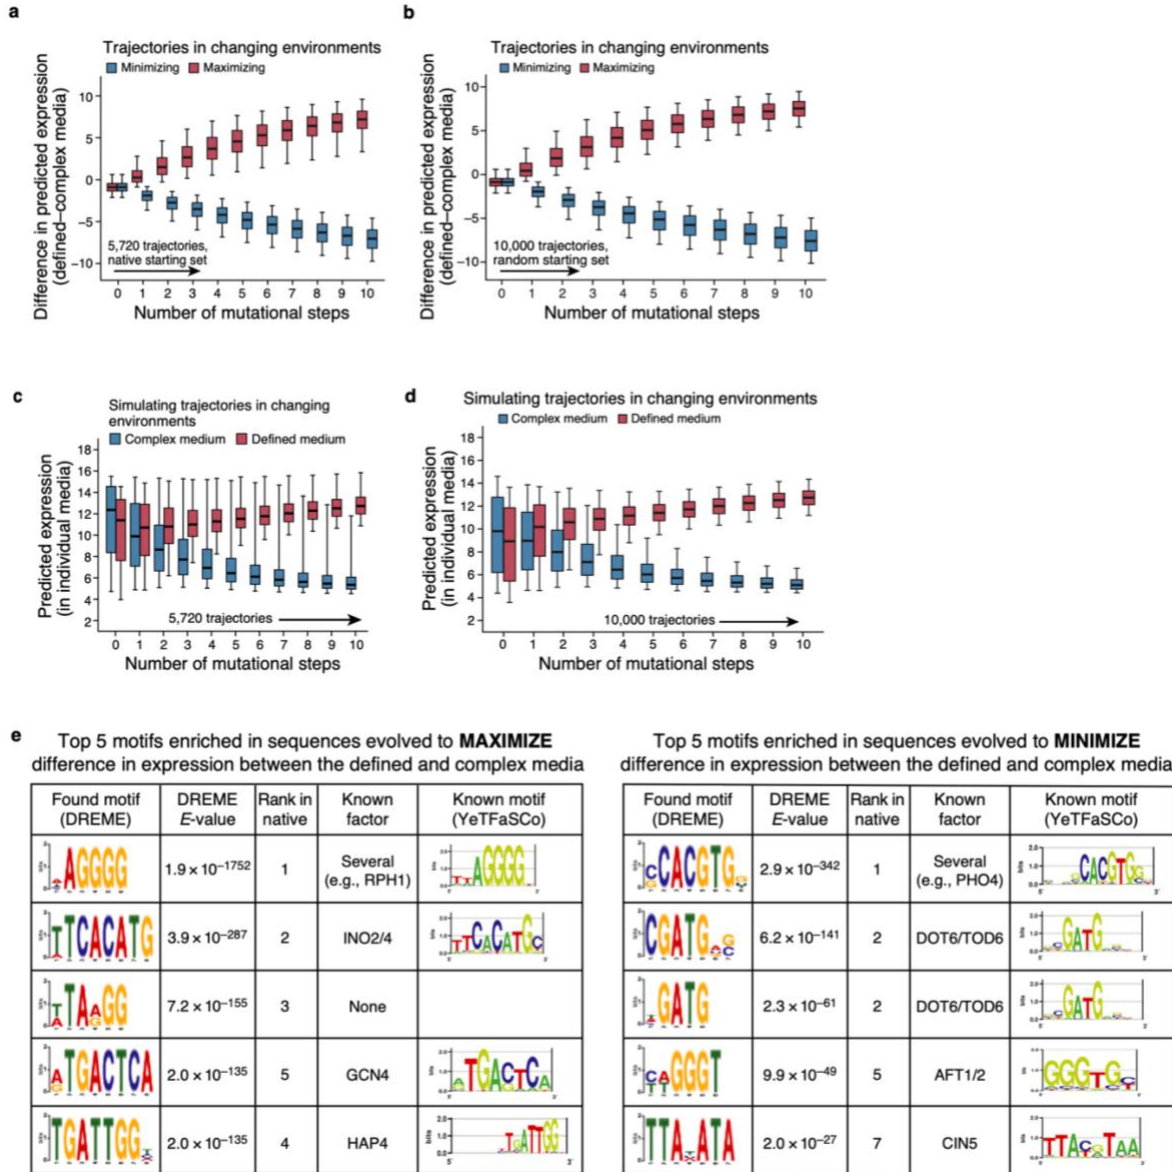 a
Trajectories in changing environments
Minimizing Maximizing
Difference in predicted expression
(defined–complex media)
10
5
0
−5
−10
5,720 trajectories,
native starting set
0 1 2 3 4 5 6 7 8 9 10
Number of mutational steps
b
Trajectories in changing environments
Minimizing Maximizing
Difference in predicted expression
(defined–complex media)
10
5
0
−5
−10
10,000 trajectories,
random starting set
0 1 2 3 4 5 6 7 8 9 10
Number of mutational steps
c
Simulating trajectories in changing
environments
Complex medium Defined medium
Predicted expression
(in individual media)
18
16
14
12
10
8
6
4
2
5,720 trajectories
0 1 2 3 4 5 6 7 8 9 10
Number of mutational steps
d
Simulating trajectories in changing environments
Complex medium Defined medium
Predicted expression
(in individual media)
18
16
14
12
10
8
6
4
2
10,000 trajectories
0 1 2 3 4 5 6 7 8 9 10
Number of mutational steps
e
Top 5 motifs enriched in sequences evolved to MAXIMIZE
difference in expression between the defined and complex media
Found motif DREME Rank in Known Known motif
(DREME) E-value native factor (YeTFaSCo)
AGGGG 1.9 × 10–1752 1 Several (e.g., RPH1) AGGGG
TTCACATG 3.9 × 10–287 2 INO2/4 TTCACATGC
7.2 × 10–155 3 None
TGACTCA 2.0 × 10–135 5 GCN4 ATGACTCA
TGATTGG 2.0 × 10–135 4 HAP4 TGATTGG
Top 5 motifs enriched in sequences evolved to MINIMIZE
difference in expression between the defined and complex media
Found motif DREME Rank in Known Known motif
(DREME) E-value native factor (YeTFaSCo)
CACGTG 2.9 × 10–342 1 Several (e.g., PHO4) CACGTG
CGATG 6.2 × 10–141 2 DOT6/TOD6 GATG
GATG 2.3 × 10–61 2 DOT6/TOD6 GATG
GGGT 9.9 × 10–49 5 AFT1/2 GGGTG
TTA ATA 2.0 × 10–27 7 CIN5 TTAC TAA